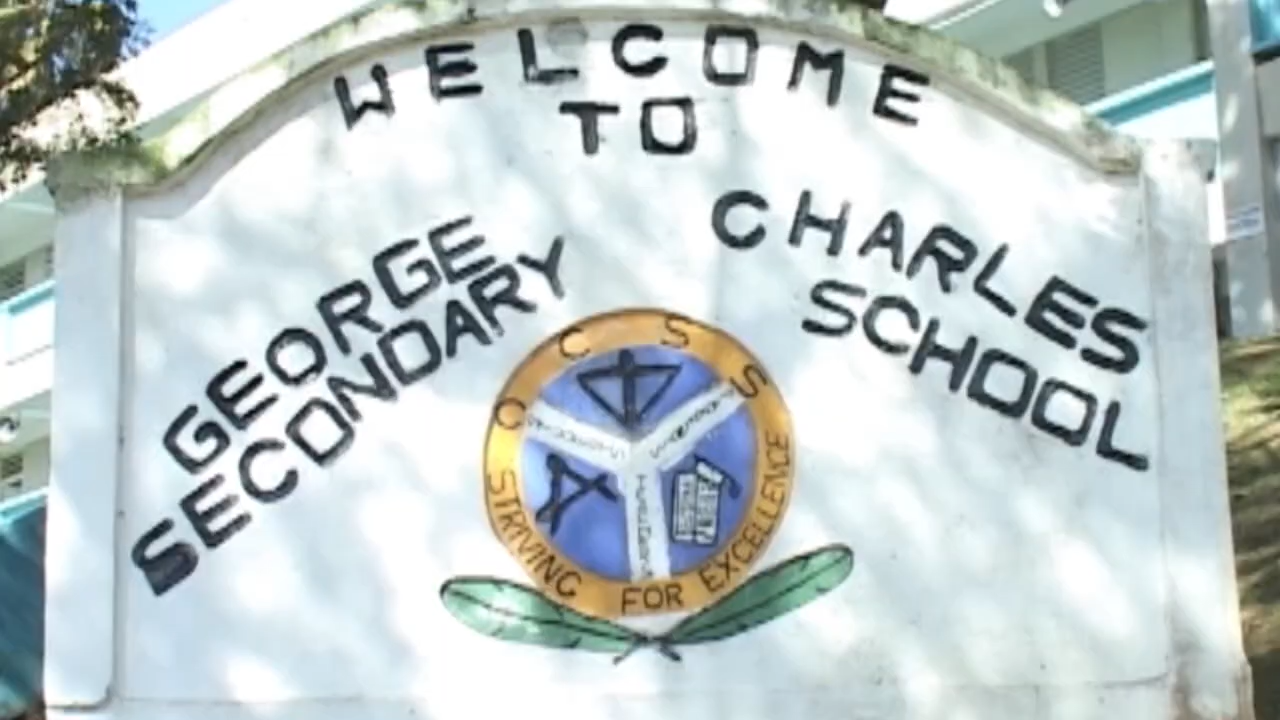 WELCOME
TO
GEORGE CHARLES
SECONDARY SCHOOL
G C S S
STRIVING FOR EXCELLENCE